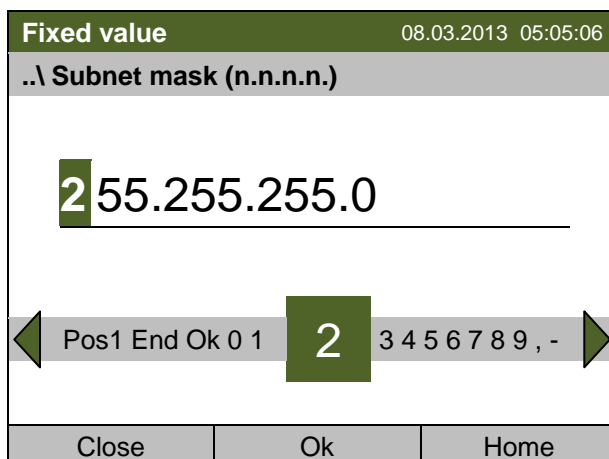 Fixed value 08.03.2013 05:05:06
..\ Subnet mask (n.n.n.n.)
255.255.255.0
Pos1 End Ok 0 1 2 3 4 5 6 7 8 9 , -
Close Ok Home